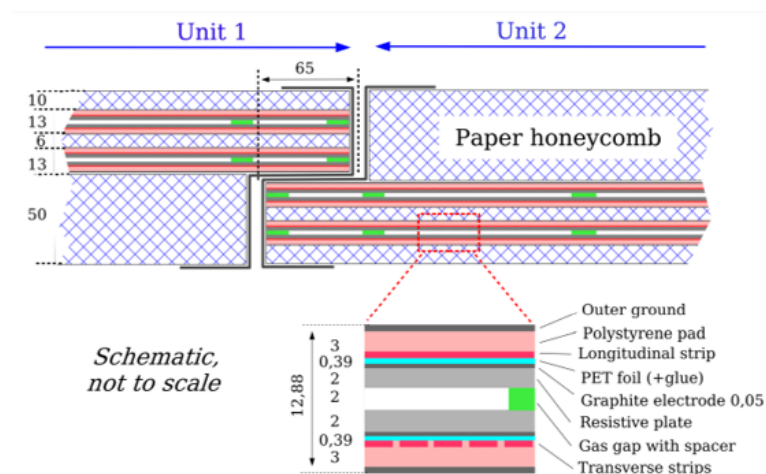 Unit 1
Unit 2
65
10
13
6
13
50
Paper honeycomb
Schematic,
not to scale
12,88
3
0,39
2
2
2
0,39
3
Outer ground
Polystyrene pad
Longitudinal strip
PET foil (+glue)
Graphite electrode 0,05
Resistive plate
Gas gap with spacer
Transverse strips